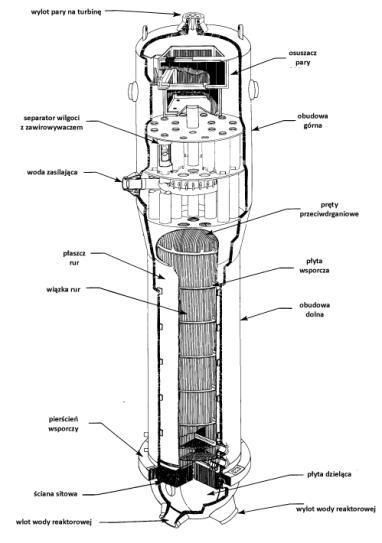 wylot pary na turbinę
osuszacz
pary
separator wilgoci
z zawirowywaczem
obudowa
górna
woda zasilająca
pręty
przeciwdrganiowe
płaszcz
rur
płyta
wsporcza
wiązka rur
obudowa
dolna
pierścień
wsporczy
ściana sitowa
płyta dzieląca
wlot wody reaktorowej
wylot wody reaktorowej